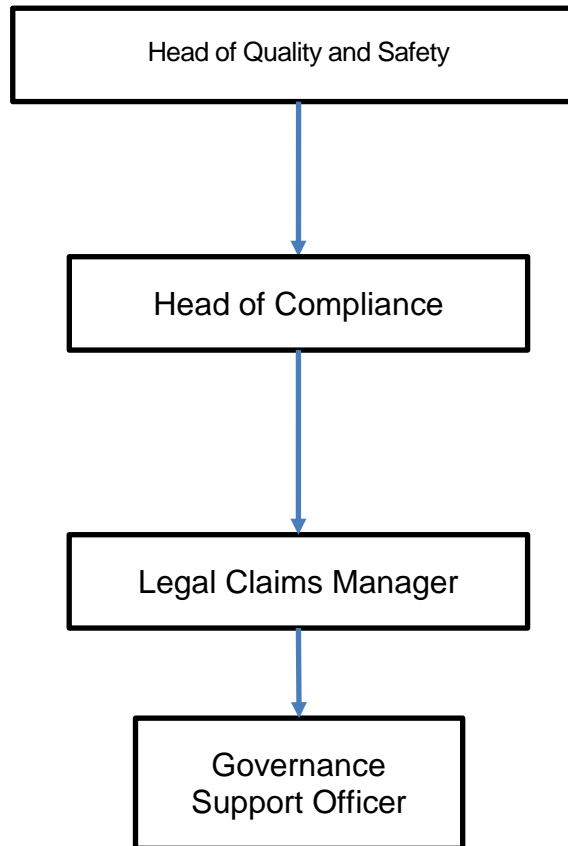 Head of Quality and Safety
Head of Compliance
Legal Claims Manager
Governance
Support Officer